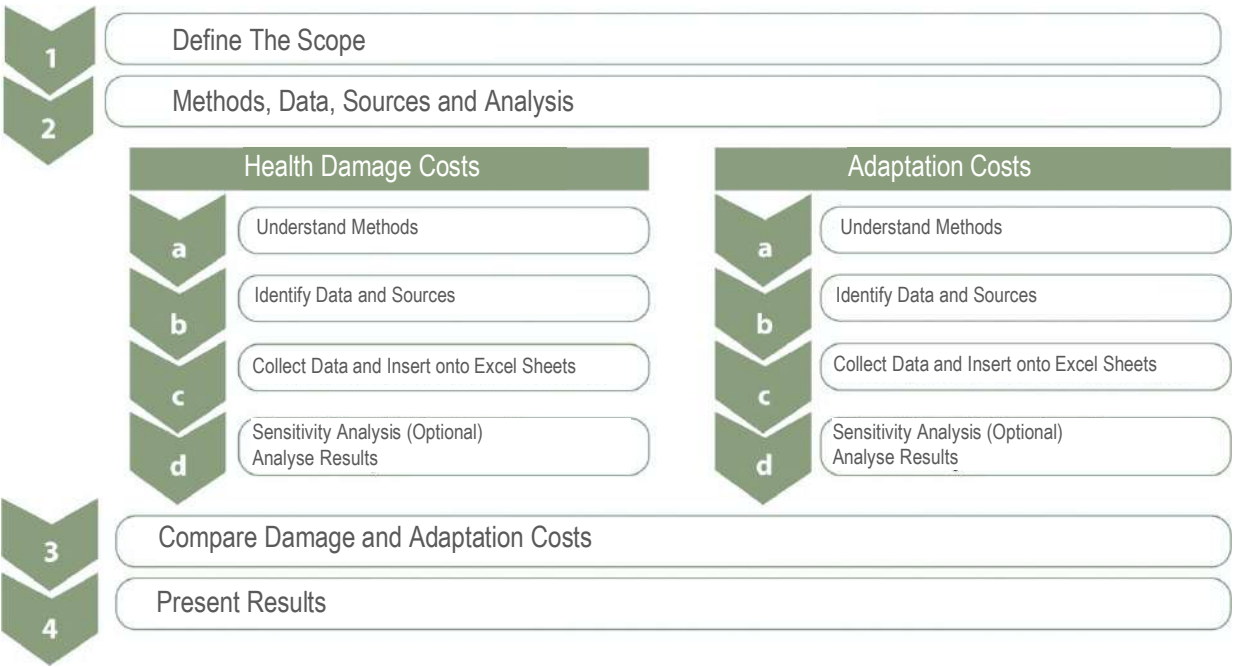 1
Define The Scope
2
Methods, Data, Sources and Analysis
Health Damage Costs
a
Understand Methods
b
Identify Data and Sources
c
Collect Data and Insert onto Excel Sheets
d
Sensitivity Analysis (Optional)
Analyse Results
Adaptation Costs
a
Understand Methods
b
Identify Data and Sources
c
Collect Data and Insert onto Excel Sheets
d
Sensitivity Analysis (Optional)
Analyse Results
3
Compare Damage and Adaptation Costs
4
Present Results